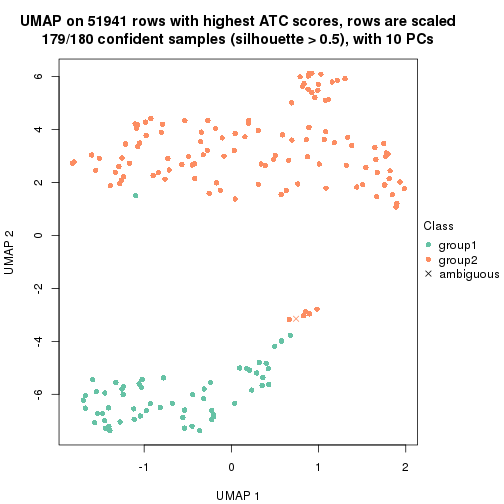 UMAP on 51941 rows with highest ATC scores, rows are scaled
179/180 confident samples (silhouette > 0.5), with 10 PCs
6
4
2
0
-2
-4
-6
UMAP 2
-1
0
1
2
UMAP 1
Class
group1
group2
ambiguous